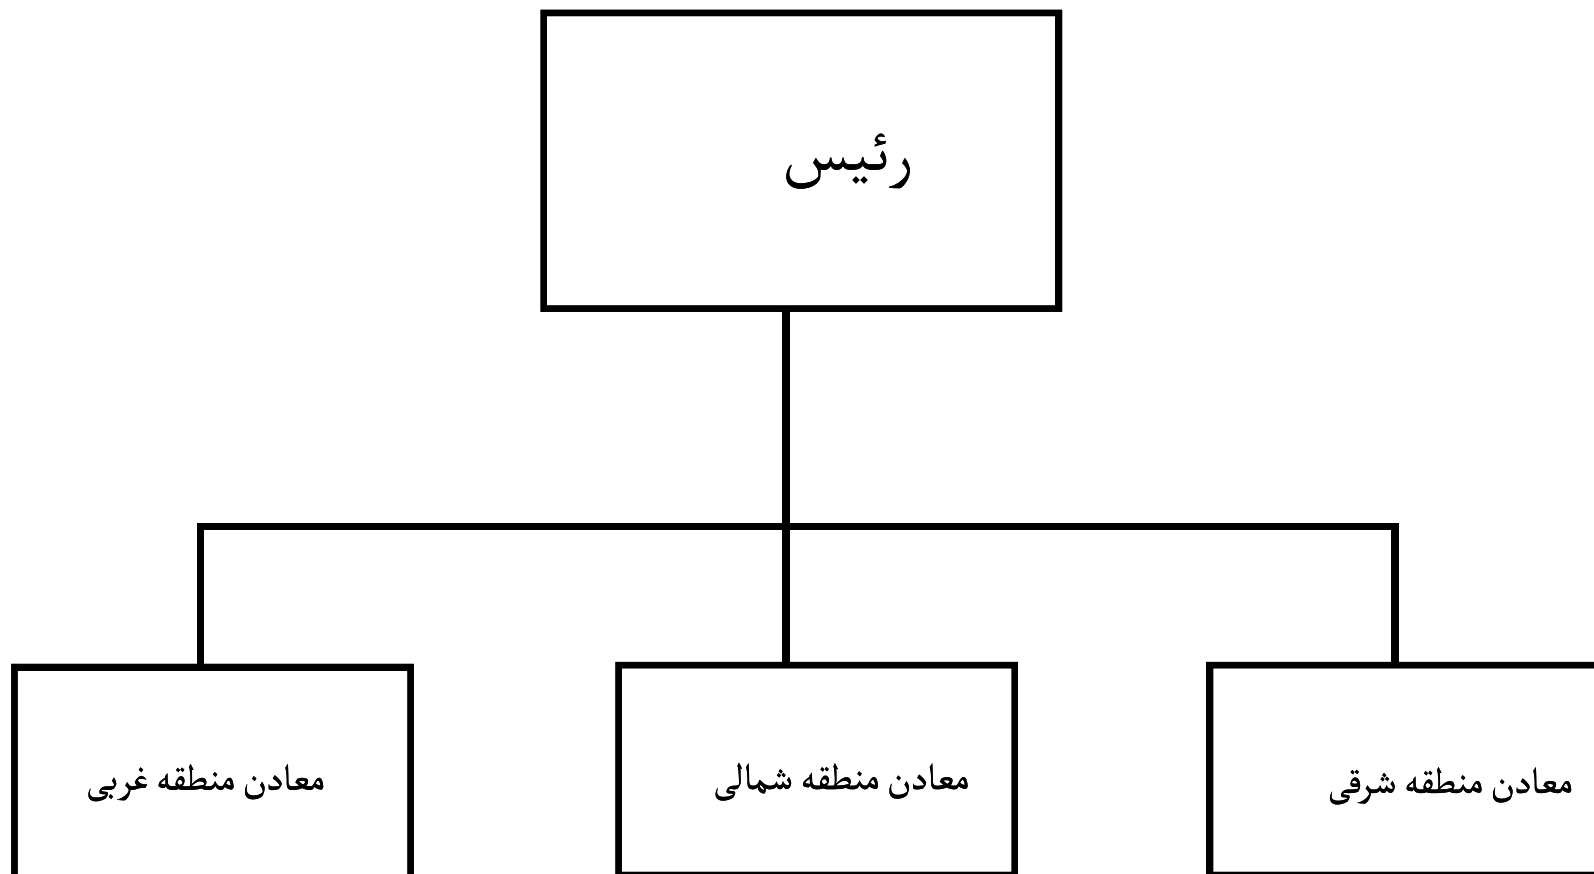 رئیس
معادن منطقه شرقی
معادن منطقه شمالی
معادن منطقه غربی